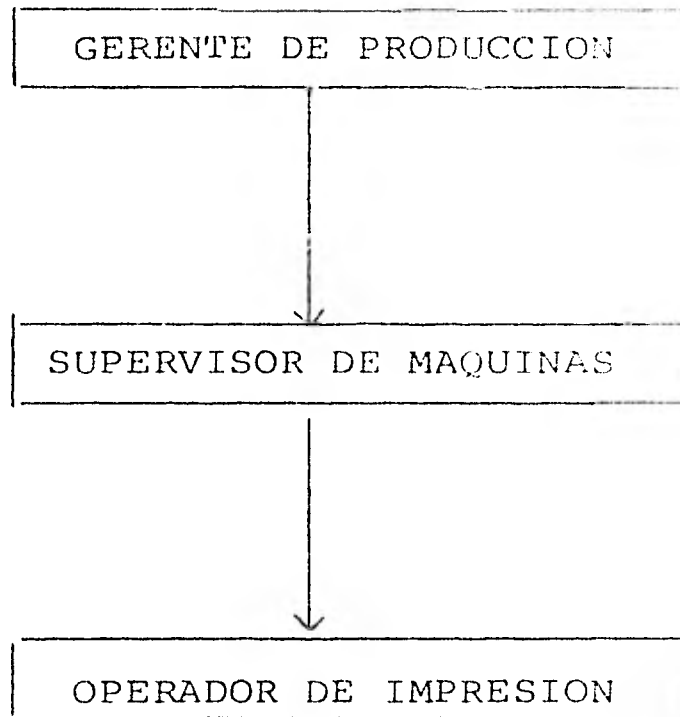 GERENTE DE PRODUCCION
SUPERVISOR DE MAQUINAS
OPERADOR DE IMPRESION